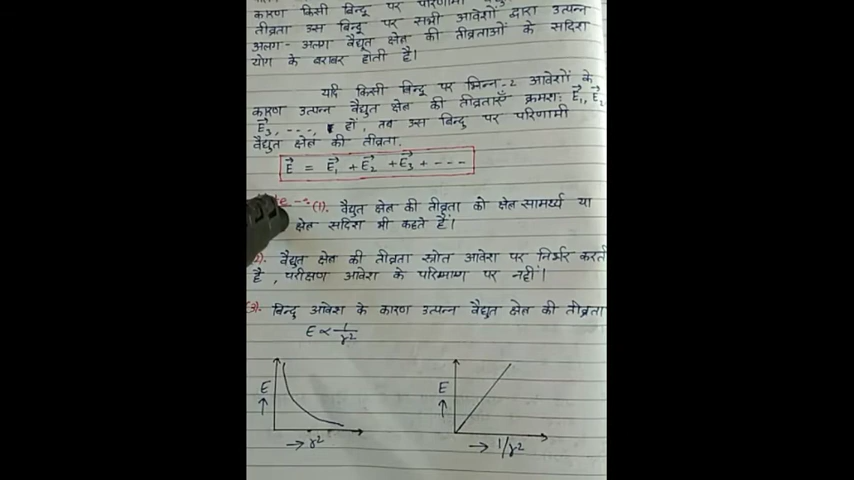 कारण किसी बिन्दु पर परिणामी
तीव्रता उस बिन्दु पर सभी आवेशों द्वारा उत्पन्न
अलग-अलग वैद्युत क्षेत्र की तीव्रताओं के सदिश
योग के बराबर होती है।
यदि किसी बिन्दु पर भिन्न-2 आवेशों के
कारण उत्पन्न वैद्युत क्षेत्र की तीव्रताएँ क्रमशः E⃗1, E⃗2
E⃗3, ----, हों, तब उस बिन्दु पर परिणामी
वैद्युत क्षेत्र की तीव्रता.
E⃗ = E⃗1 + E⃗2 + E⃗3 + ----
(1). वैद्युत क्षेत्र की तीव्रता को क्षेत्र सामर्थ्य या
क्षेत्र सदिश भी कहते हैं।
(2). वैद्युत क्षेत्र की तीव्रता स्रोत आवेश पर निर्भर करती
है, परीक्षण आवेश के परिमाण पर नहीं।
(3). बिन्दु आवेश के कारण उत्पन्न वैद्युत क्षेत्र की तीव्रता
E ∝ 1/r²
E ↑ → r²
E ↑ → 1/r²